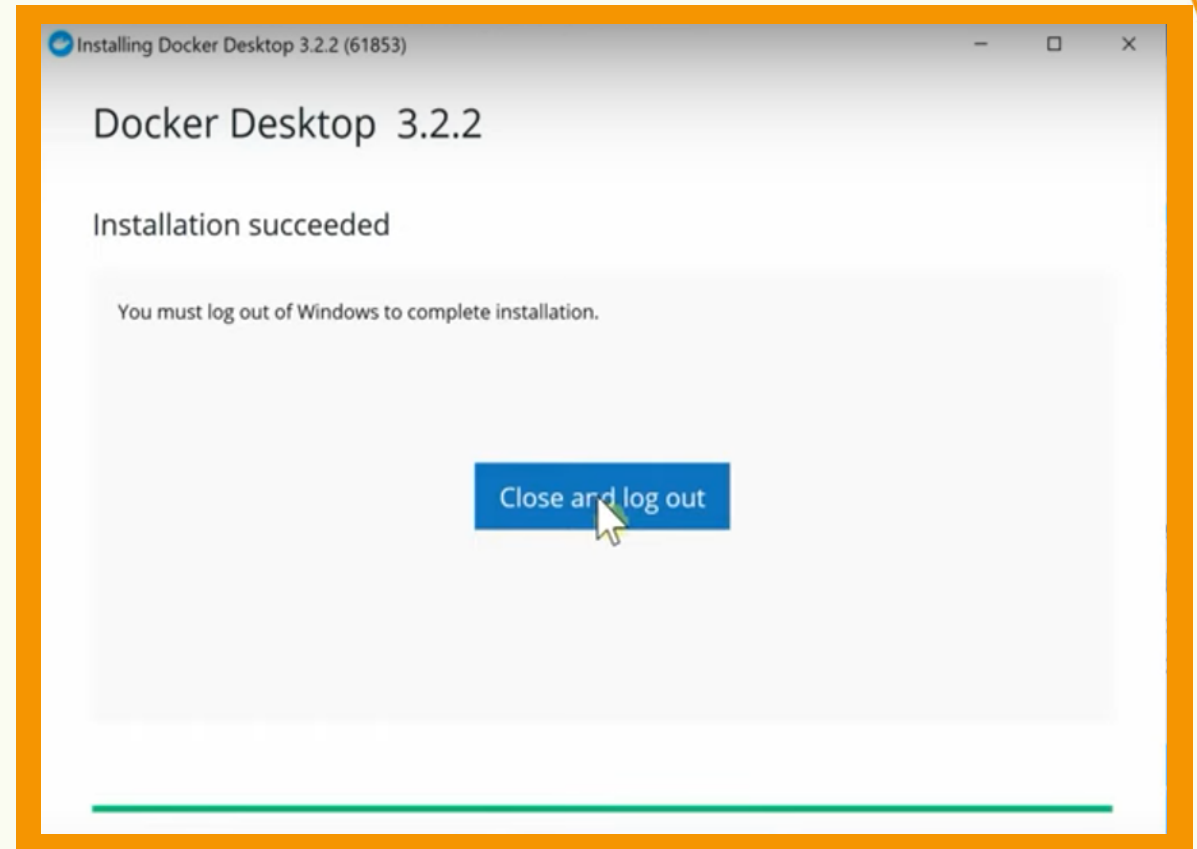 Installing Docker Desktop 3.2.2 (61853)
Docker Desktop 3.2.2
Installation succeeded
You must log out of Windows to complete installation.
Close and log out